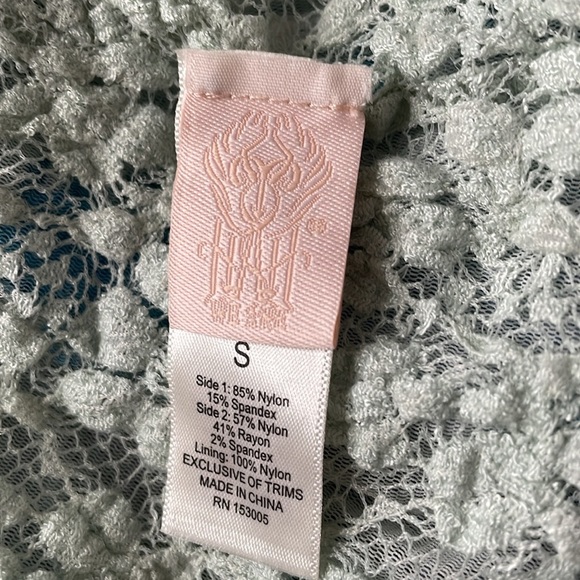 S
Side 1: 85% Nylon
15% Spandex
Side 2: 57% Nylon
41% Rayon
2% Spandex
Lining: 100% Nylon
EXCLUSIVE OF TRIMS
MADE IN CHINA
RN 153005